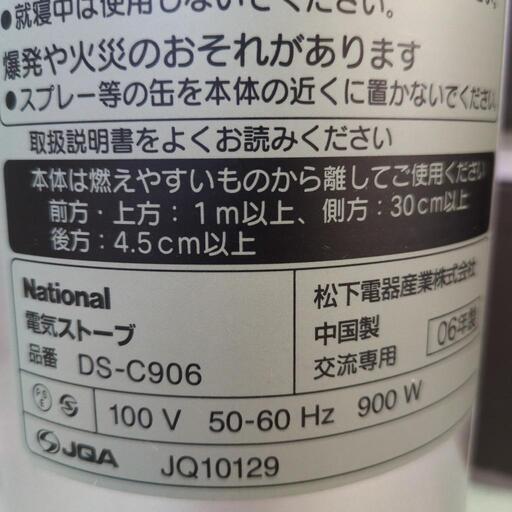 ●就寝中は使用しないでください。
爆発や火災のおそれがあります
●スプレー等の缶を本体の近くに置かないでください。
取扱説明書をよくお読みください
本体は燃えやすいものから離してご使用ください
前方・上方：1m以上、側方：30cm以上
後方：4.5cm以上
National
電気ストーブ
品番 DS-C906
松下電器産業株式会社
中国製
交流専用
06年製
PS E
100 V 50-60 Hz 900 W
JQA JQ10129